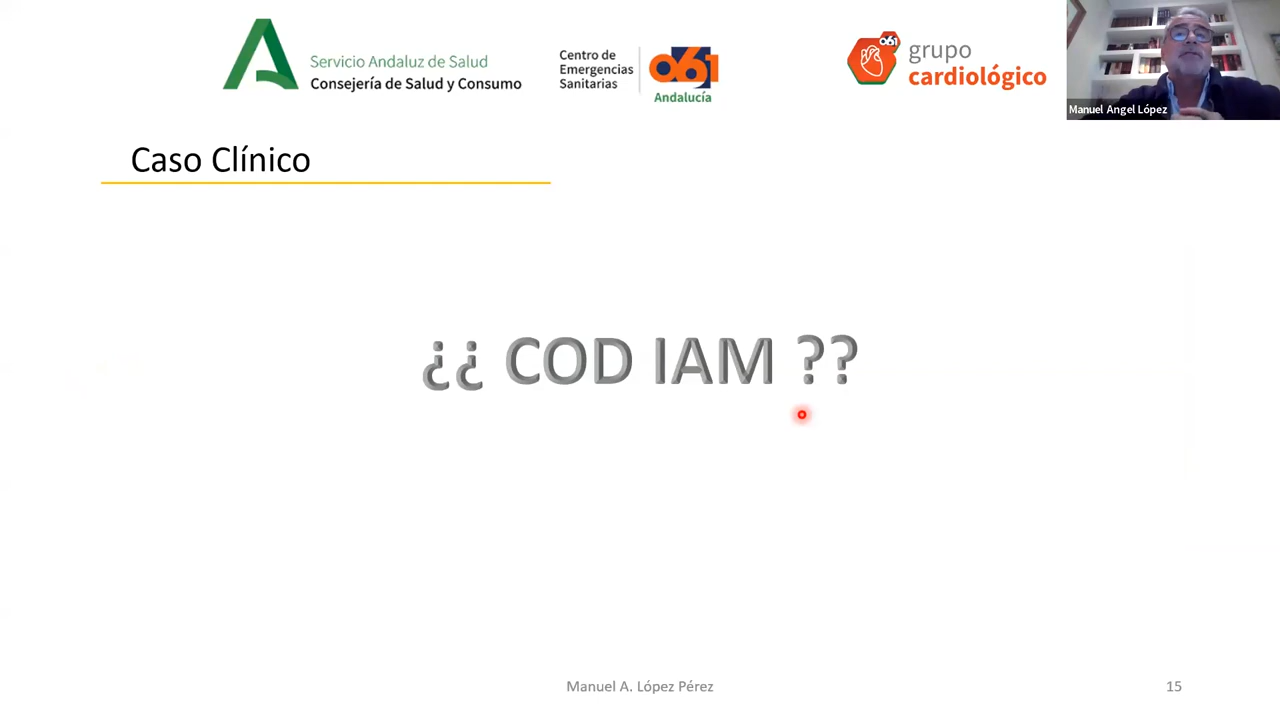 Servicio Andaluz de Salud
Consejería de Salud y Consumo
Centro de
Emergencias
Sanitarias
061
Andalucía
061
grupo
cardiológico
Manuel Angel López
Caso Clínico
¿¿ COD IAM ??
Manuel A. López Pérez
15